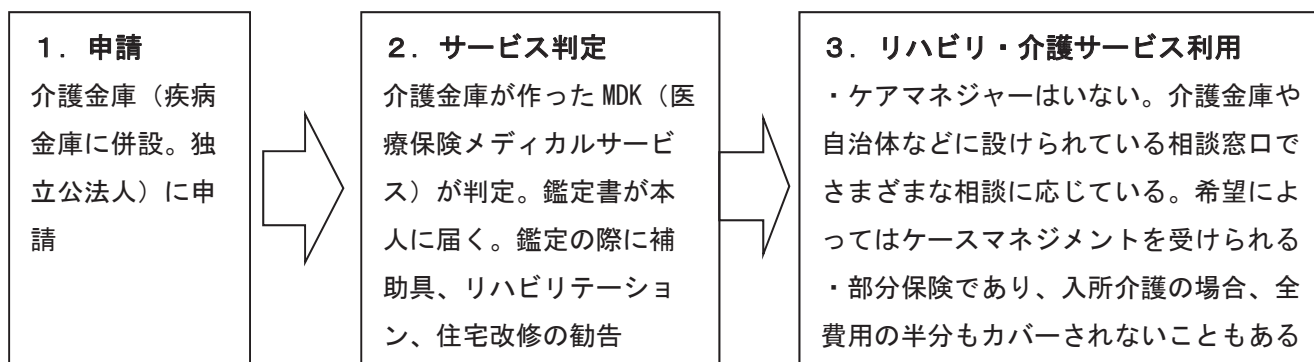 １．申請
介護金庫（疾病
金庫に併設。独
立公法人）に申
請
２．サービス判定
介護金庫が作った MDK（医
療保険メディカルサービ
ス）が判定。鑑定書が本
人に届く。鑑定の際に補
助具、リハビリテーショ
ン、住宅改修の勧告
３．リハビリ・介護サービス利用
・ケアマネジャーはいない。介護金庫や
自治体などに設けられている相談窓口で
さまざまな相談に応じている。希望によ
ってはケースマネジメントを受けられる
・部分保険であり、入所介護の場合、全
費用の半分もカバーされないこともある